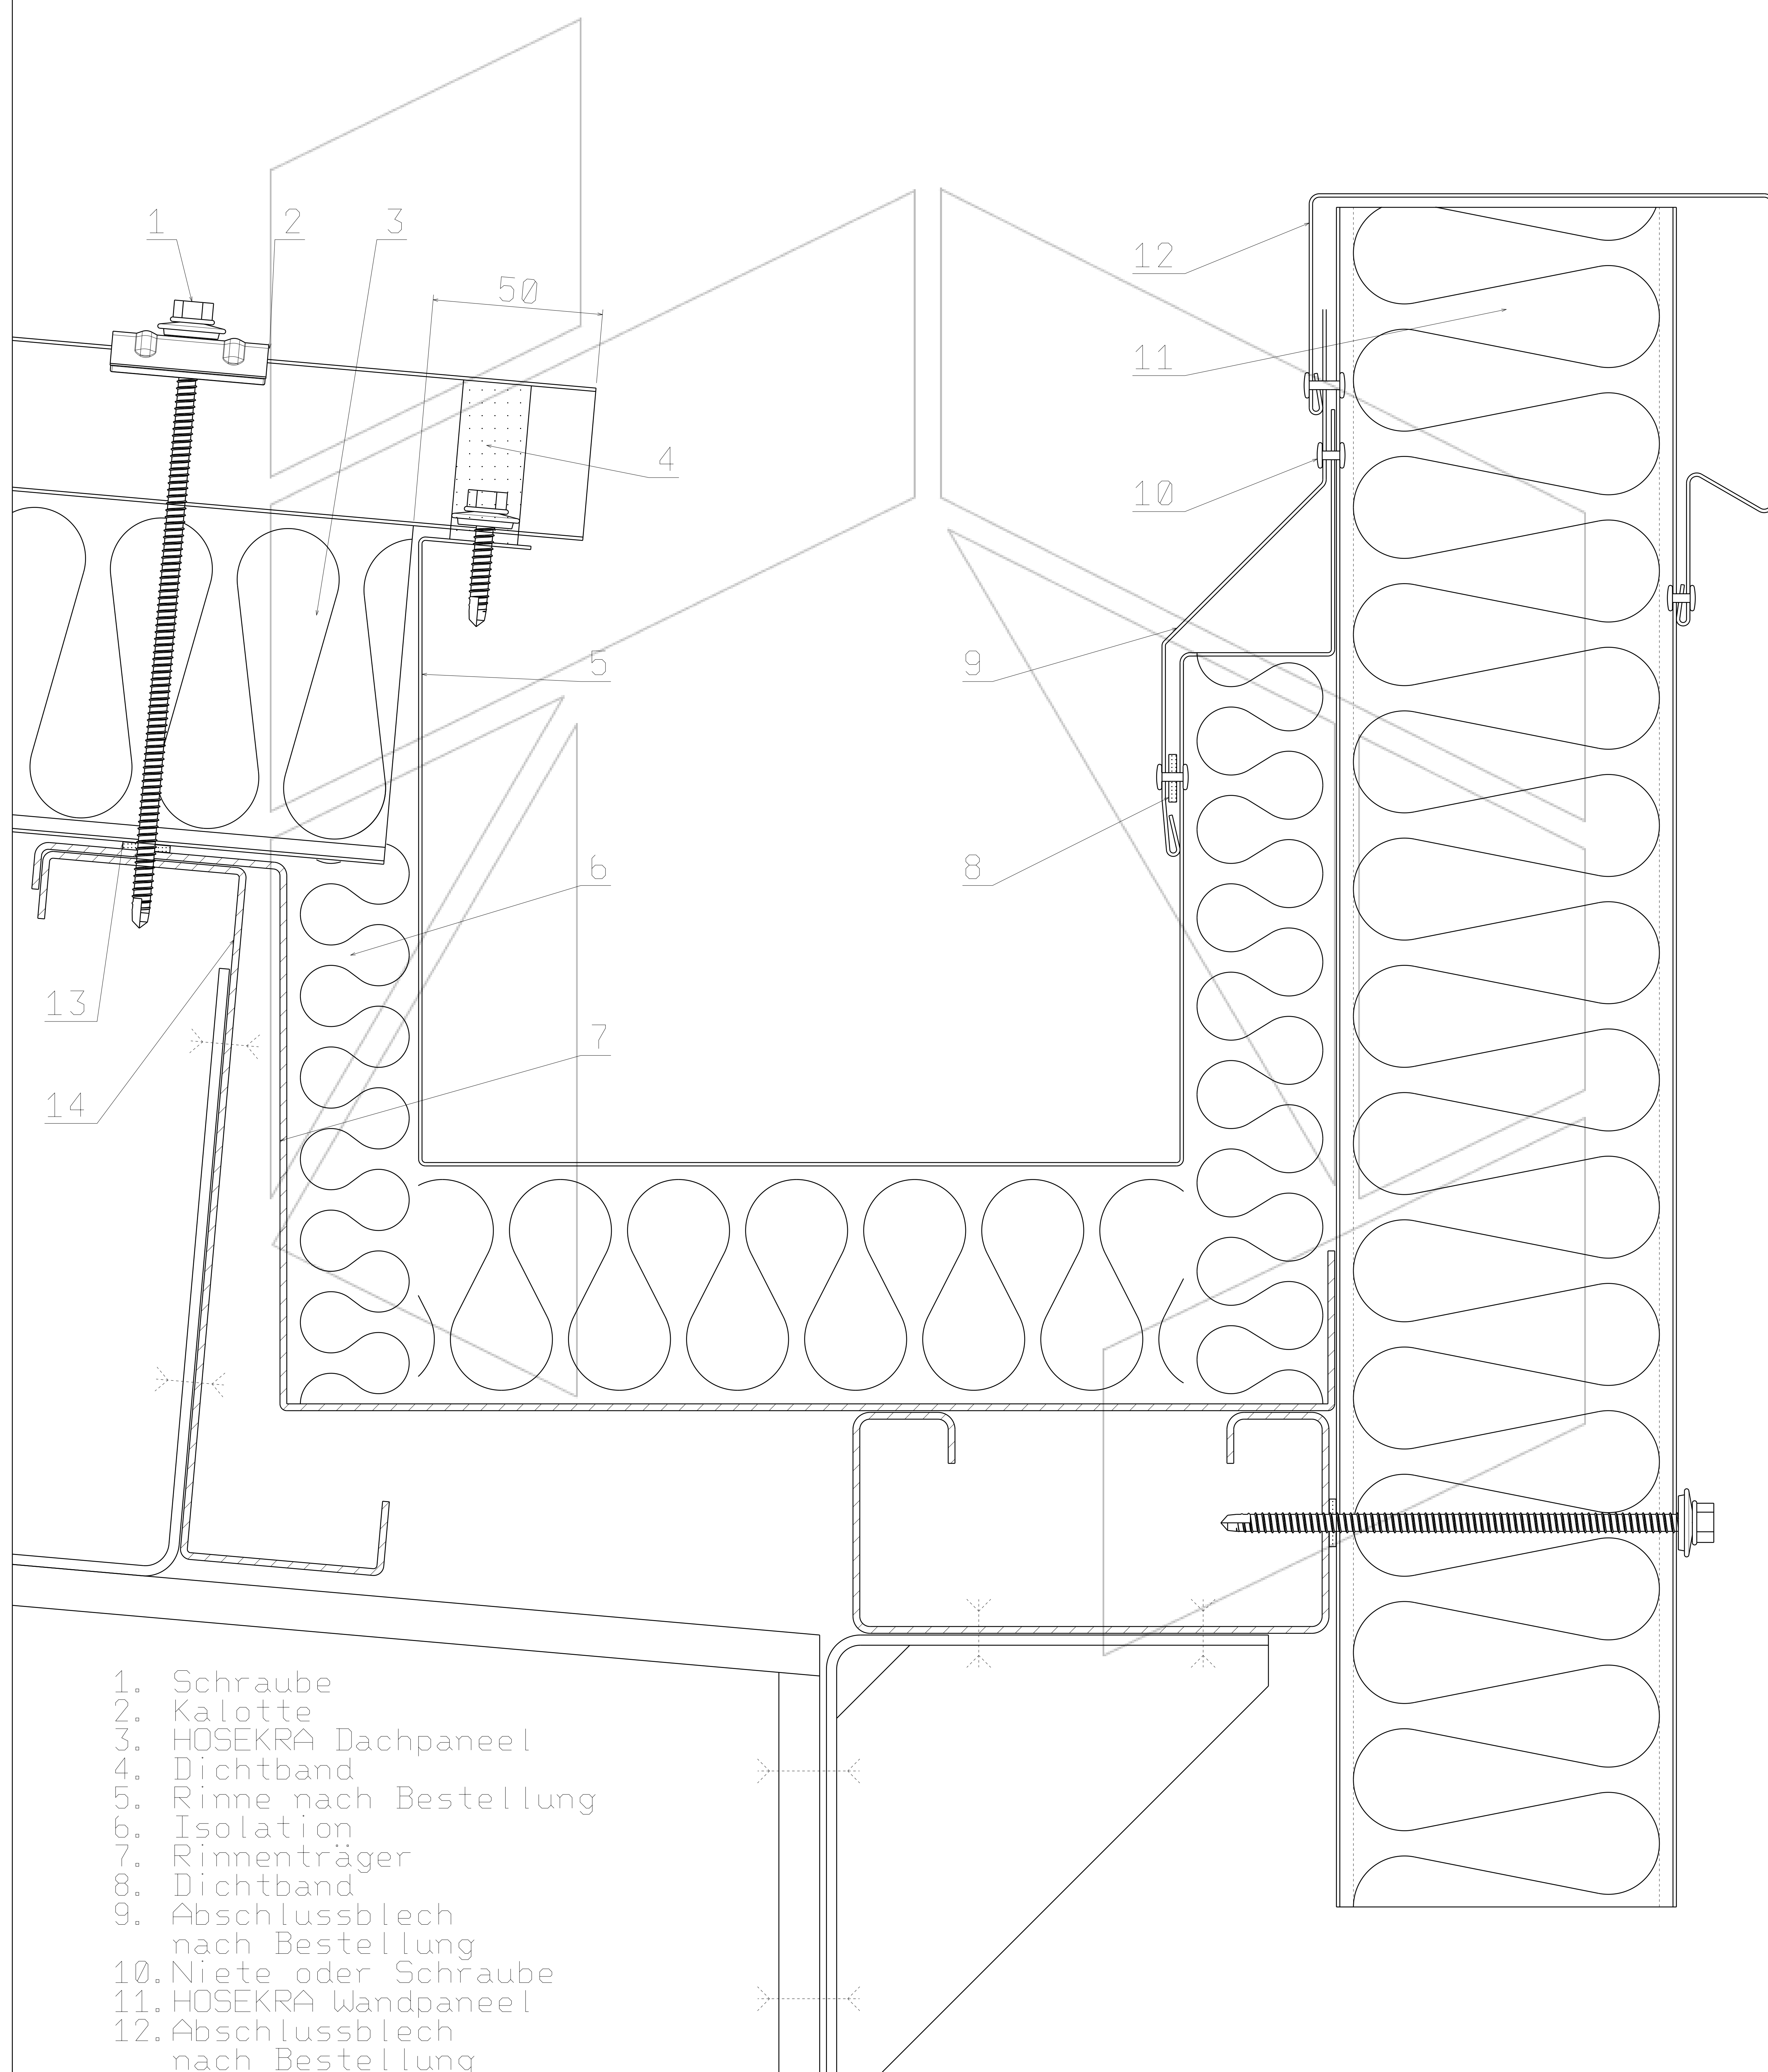 1
2
3
50
12
11
4
10
5
9
6
8
13
7
14
1. Schraube
2. Kalotte
3. HOSEKRA Dachpaneel
4. Dichtband
5. Rinne nach Bestellung
6. Isolation
7. Rinnenträger
8. Dichtband
9. Abschlussblech
nach Bestellung
10. Niete oder Schraube
11. HOSEKRA Wandpaneel
12. Abschlussblech
nach Bestellung